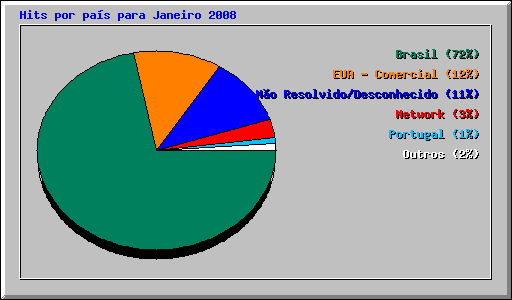 Hits por país para Janeiro 2008
Brasil (72%)
EUA - Comercial (12%)
Não Resolvido/Desconhecido (11%)
Network (3%)
Portugal (1%)
Outros (2%)